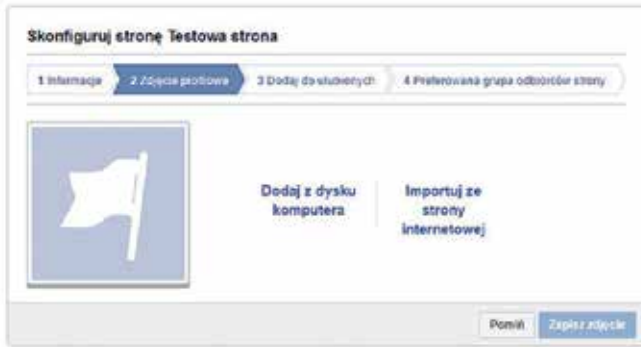 Skonfiguruj stronę Testowa strona
1 Informacje
2 Zdjęcie profilowe
3 Dodaj do ulubionych
4 Preferowana grupa odbiorców strony
Dodaj z dysku
komputera
Importuj ze
strony
internetowej
Pomiń
Zapisz zdjęcie